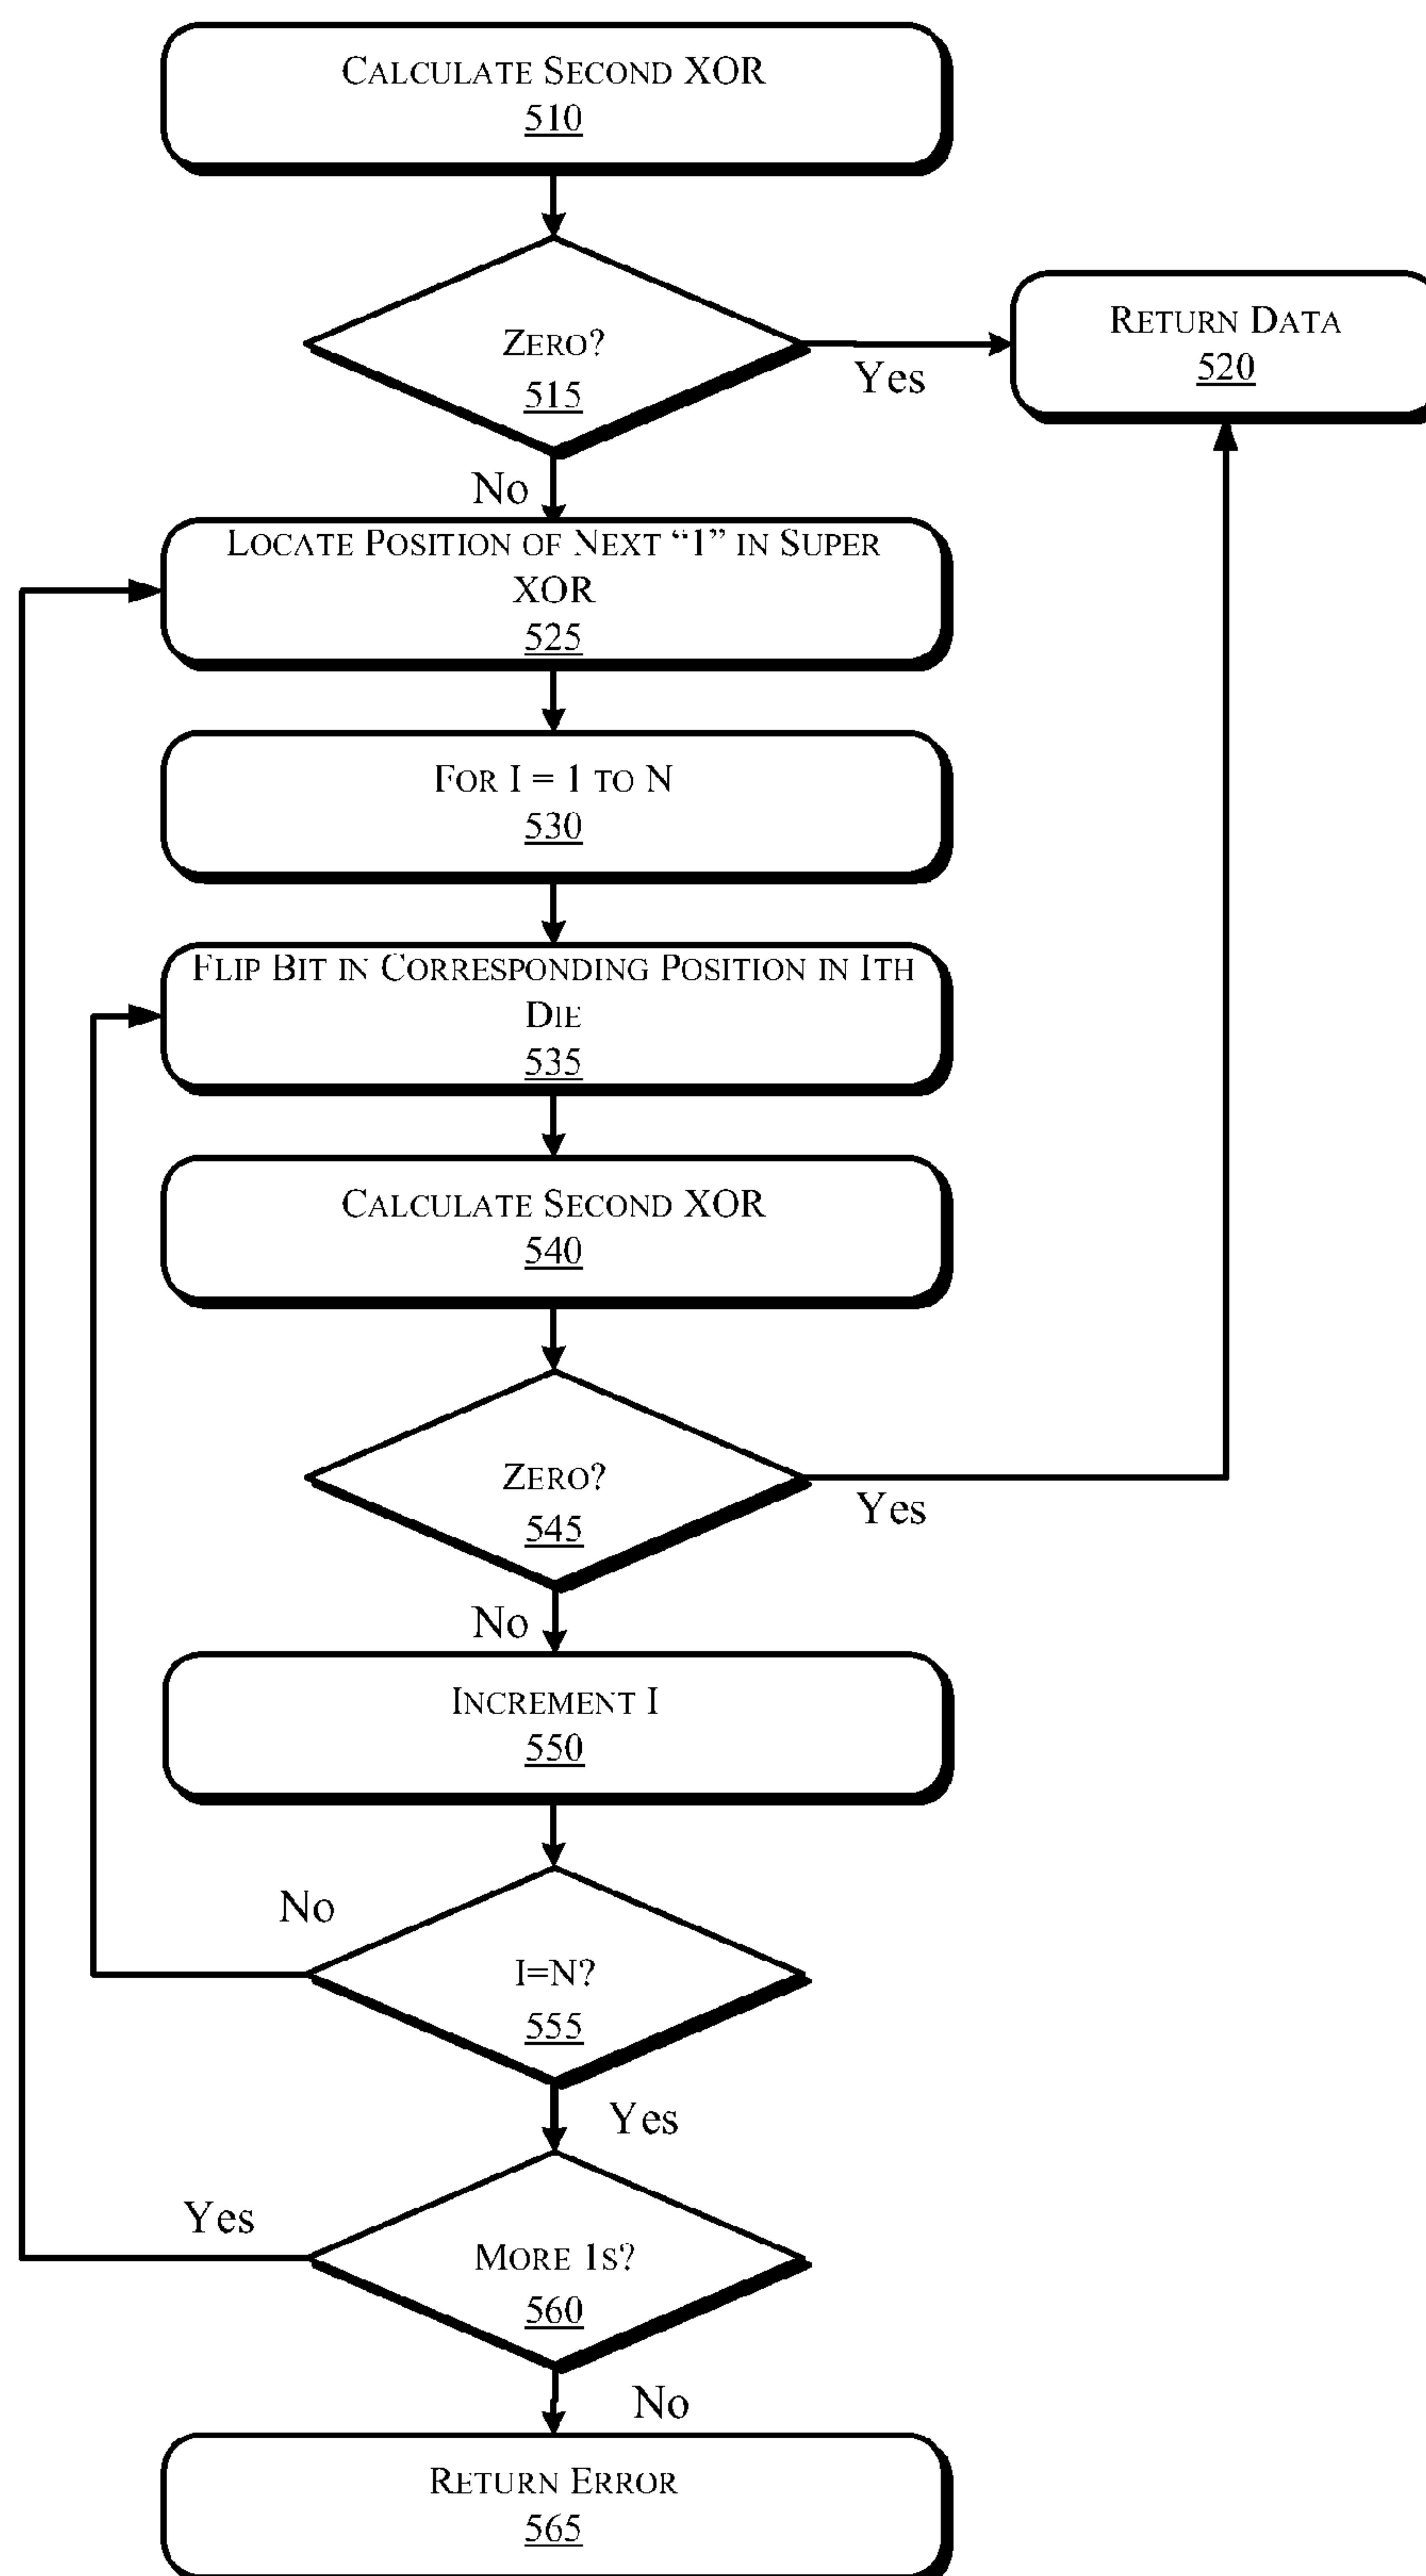 CALCULATE SECOND XOR
510
ZERO?
515
Yes
RETURN DATA
520
No
LOCATE POSITION OF NEXT “1” IN SUPER
XOR
525
FOR I = 1 TO N
530
FLIP BIT IN CORRESPONDING POSITION IN ITH
DIE
535
CALCULATE SECOND XOR
540
ZERO?
545
Yes
No
INCREMENT I
550
No
I=N?
555
Yes
Yes
MORE 1S?
560
No
RETURN ERROR
565